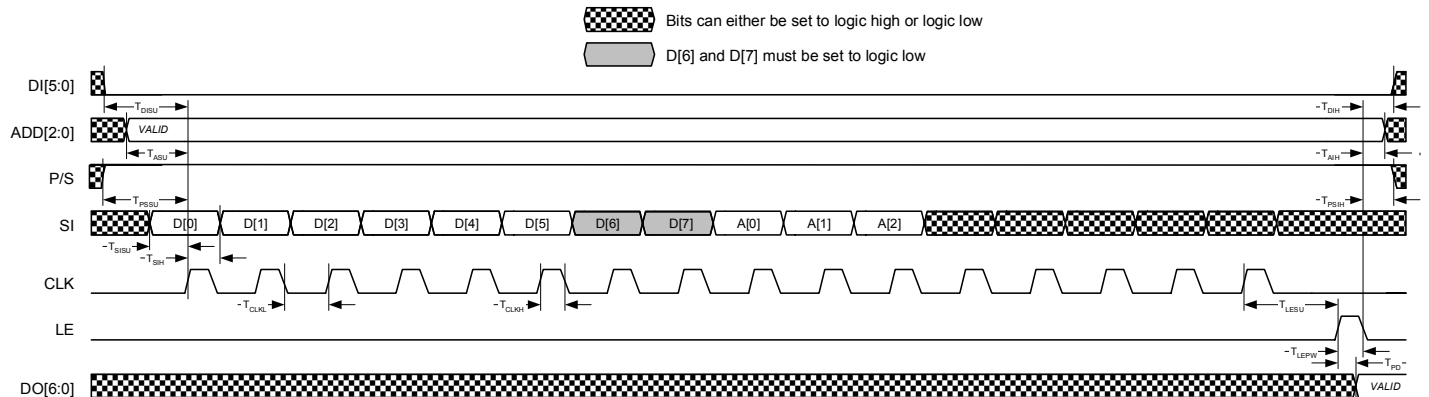 Bits can either be set to logic high or logic low
D[6] and D[7] must be set to logic low
DI[5:0]
TDISU
TDIH
ADD[2:0]
VALID
TASU
TAIH
P/S
TPSSU
TPSIH
SI
D[0] D[1] D[2] D[3] D[4] D[5] D[6] D[7] A[0] A[1] A[2]
TSISU
TSIH
CLK
TCLKL
TCLKH
TLESU
LE
TLEPW
TPD
DO[6:0]
VALID